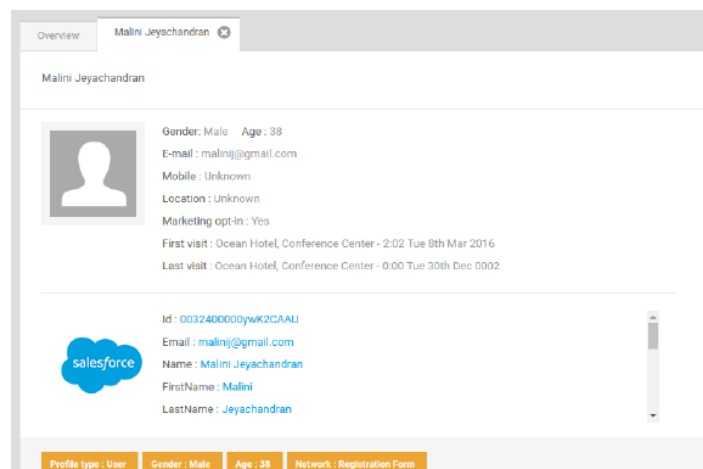 Overview
Malini Jeyachandran
Malini Jeyachandran
Gender: Male Age : 38
E-mail : malinij@gmail.com
Mobile : Unknown
Location : Unknown
Marketing opt-in : Yes
First visit : Ocean Hotel, Conference Center - 2:02 Tue 8th Mar 2016
Last visit : Ocean Hotel, Conference Center - 0:00 Tue 30th Dec 0002
salesforce
Id : 0032400000ywK2CAAU
Email : malinij@gmail.com
Name : Malini Jeyachandran
FirstName : Malini
LastName : Jeyachandran
Profile type : User
Gender : Male
Age : 38
Network : Registration Form